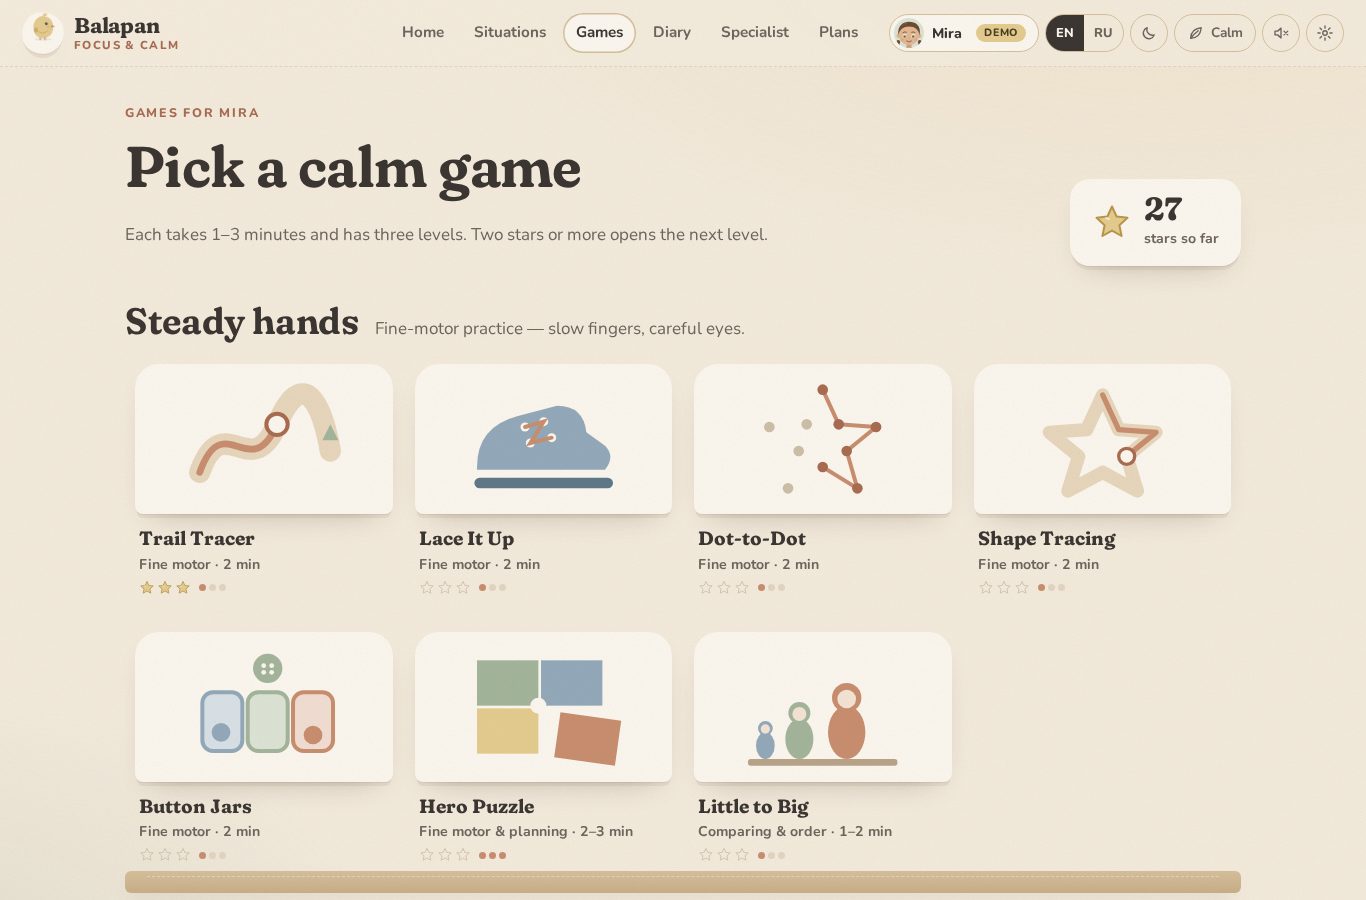 Balapan
FOCUS & CALM
Home
Situations
Games
Diary
Specialist
Plans
Mira
DEMO
EN
RU
Calm
GAMES FOR MIRA
Pick a calm game
Each takes 1–3 minutes and has three levels. Two stars or more opens the next level.
27
stars so far
Steady hands
Fine-motor practice — slow fingers, careful eyes.
Trail Tracer
Fine motor · 2 min
Lace It Up
Fine motor · 2 min
Dot-to-Dot
Fine motor · 2 min
Shape Tracing
Fine motor · 2 min
Button Jars
Fine motor · 2 min
Hero Puzzle
Fine motor & planning · 2–3 min
Little to Big
Comparing & order · 1–2 min